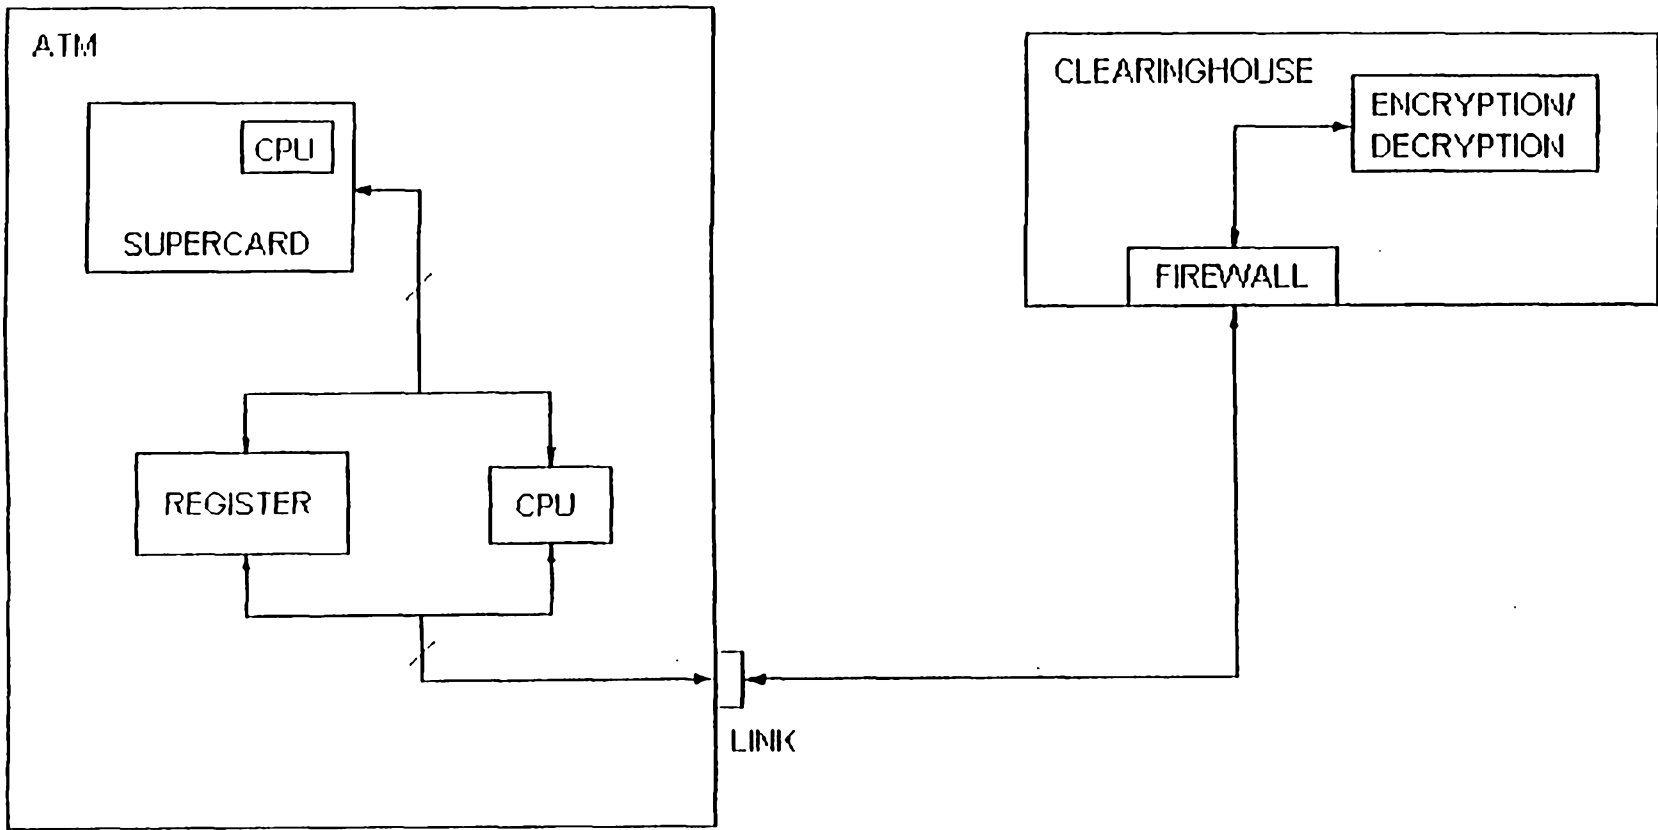 ATM
CPU
SUPERCARD
REGISTER
CPU
LINK
CLEARINGHOUSE
ENCRYPTION/
DECRYPTION
FIREWALL